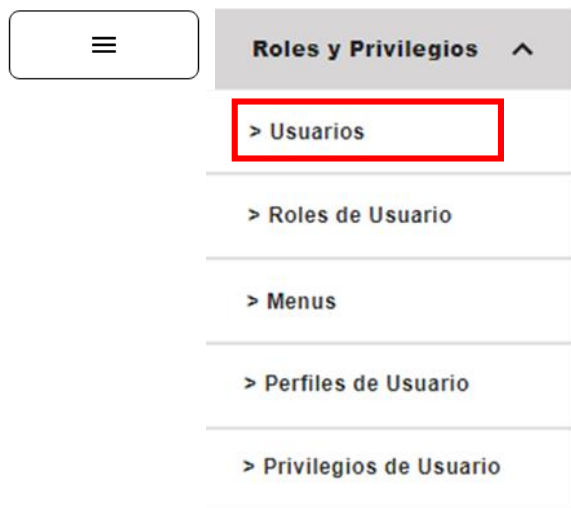 Roles y Privilegios
> Usuarios
> Roles de Usuario
> Menus
> Perfiles de Usuario
> Privilegios de Usuario